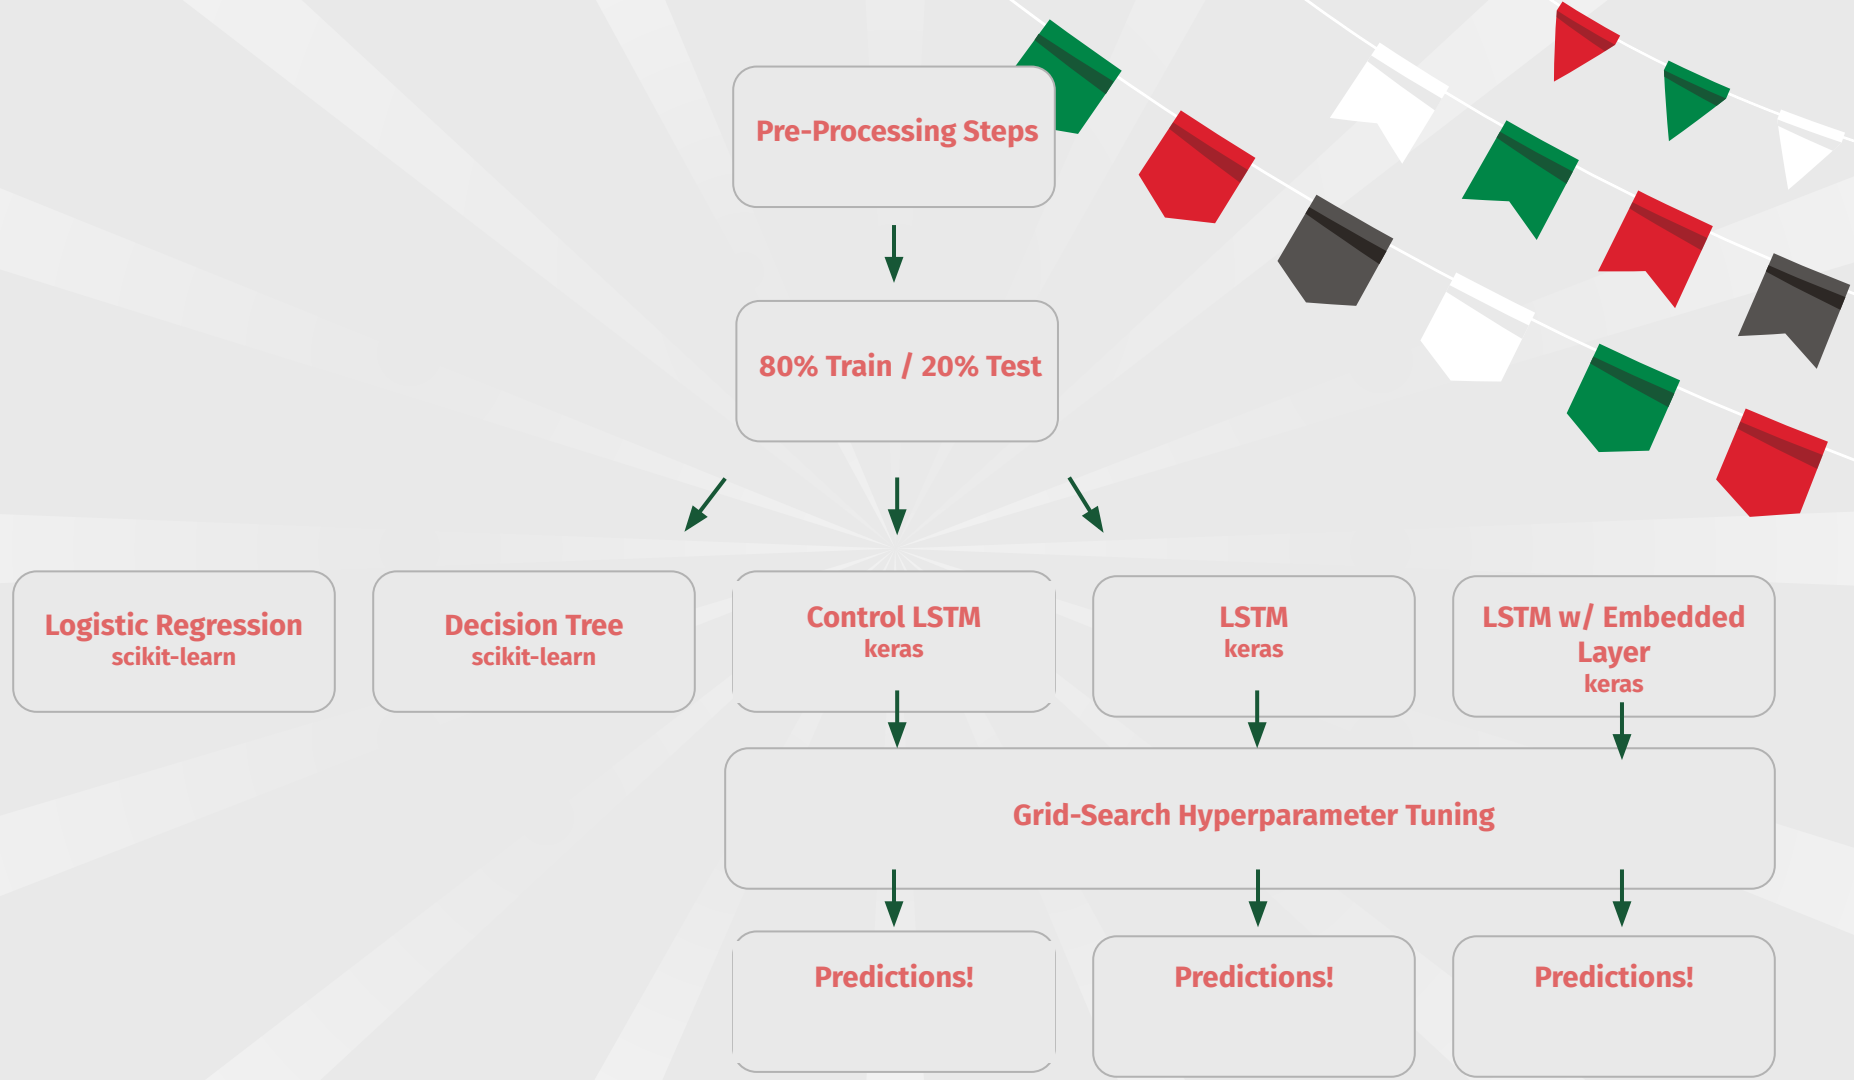 Pre-Processing Steps
80% Train / 20% Test
Logistic Regression
scikit-learn
Decision Tree
scikit-learn
Control LSTM
keras
LSTM
keras
LSTM w/ Embedded
Layer
keras
Grid-Search Hyperparameter Tuning
Predictions!
Predictions!
Predictions!